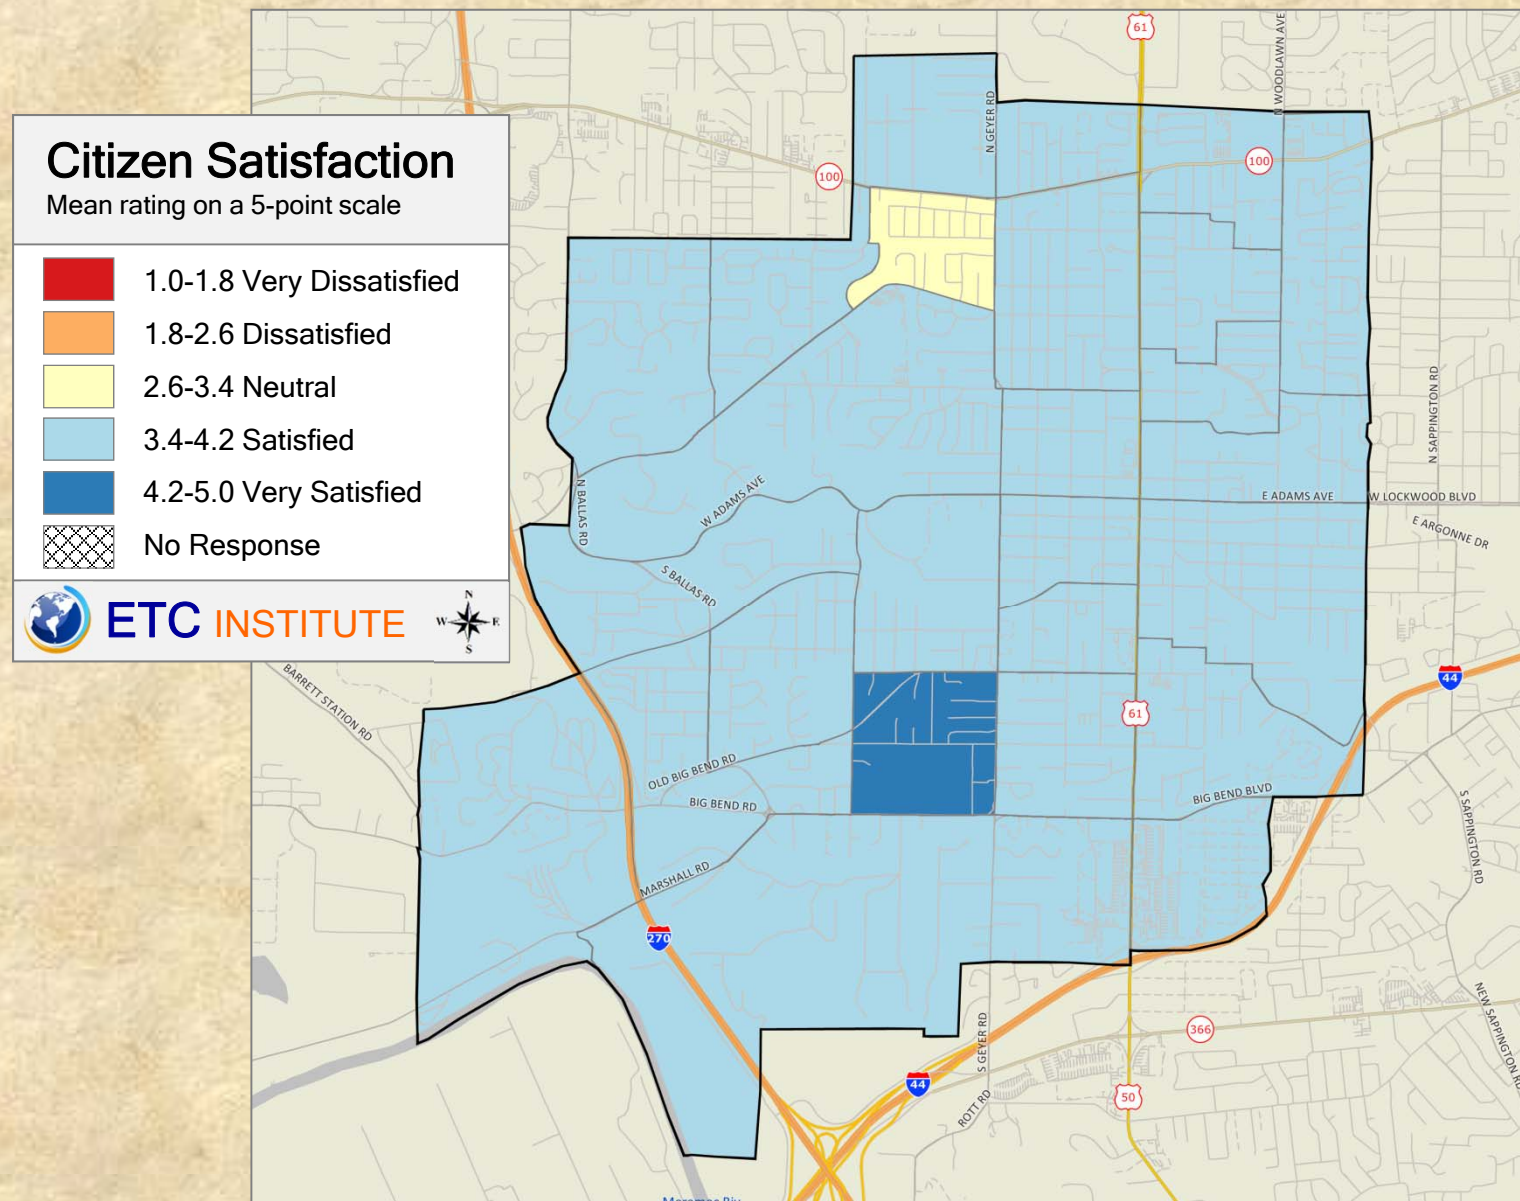 Citizen Satisfaction
Mean rating on a 5-point scale
1.0-1.8 Very Dissatisfied
1.8-2.6 Dissatisfied
2.6-3.4 Neutral
3.4-4.2 Satisfied
4.2-5.0 Very Satisfied
No Response
ETC INSTITUTE
N
W
E
S
61
N WOODLAWN AVE
N GEYER RD
100
100
N SAPPINGTON RD
N BALLAS RD
W ADAMS AVE
E ADAMS AVE
W LOCKWOOD BLVD
E ARGONNE DR
S BALLAS RD
BARRETT STATION RD
44
61
OLD BIG BEND RD
BIG BEND RD
BIG BEND BLVD
S SAPPINGTON RD
MARSHALL RD
270
NEW SAPPINGTON RD
S GEYER RD
366
44
50
ROTT RD